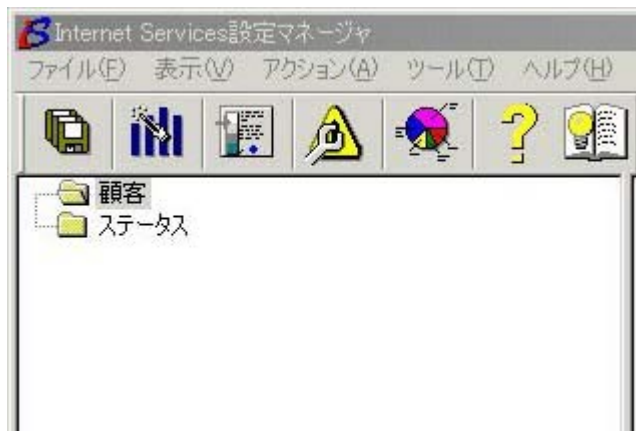 Internet Services設定マネージャ
ファイル(F) 表示(V) アクション(A) ツール(T) ヘルプ(H)
顧客
ステータス